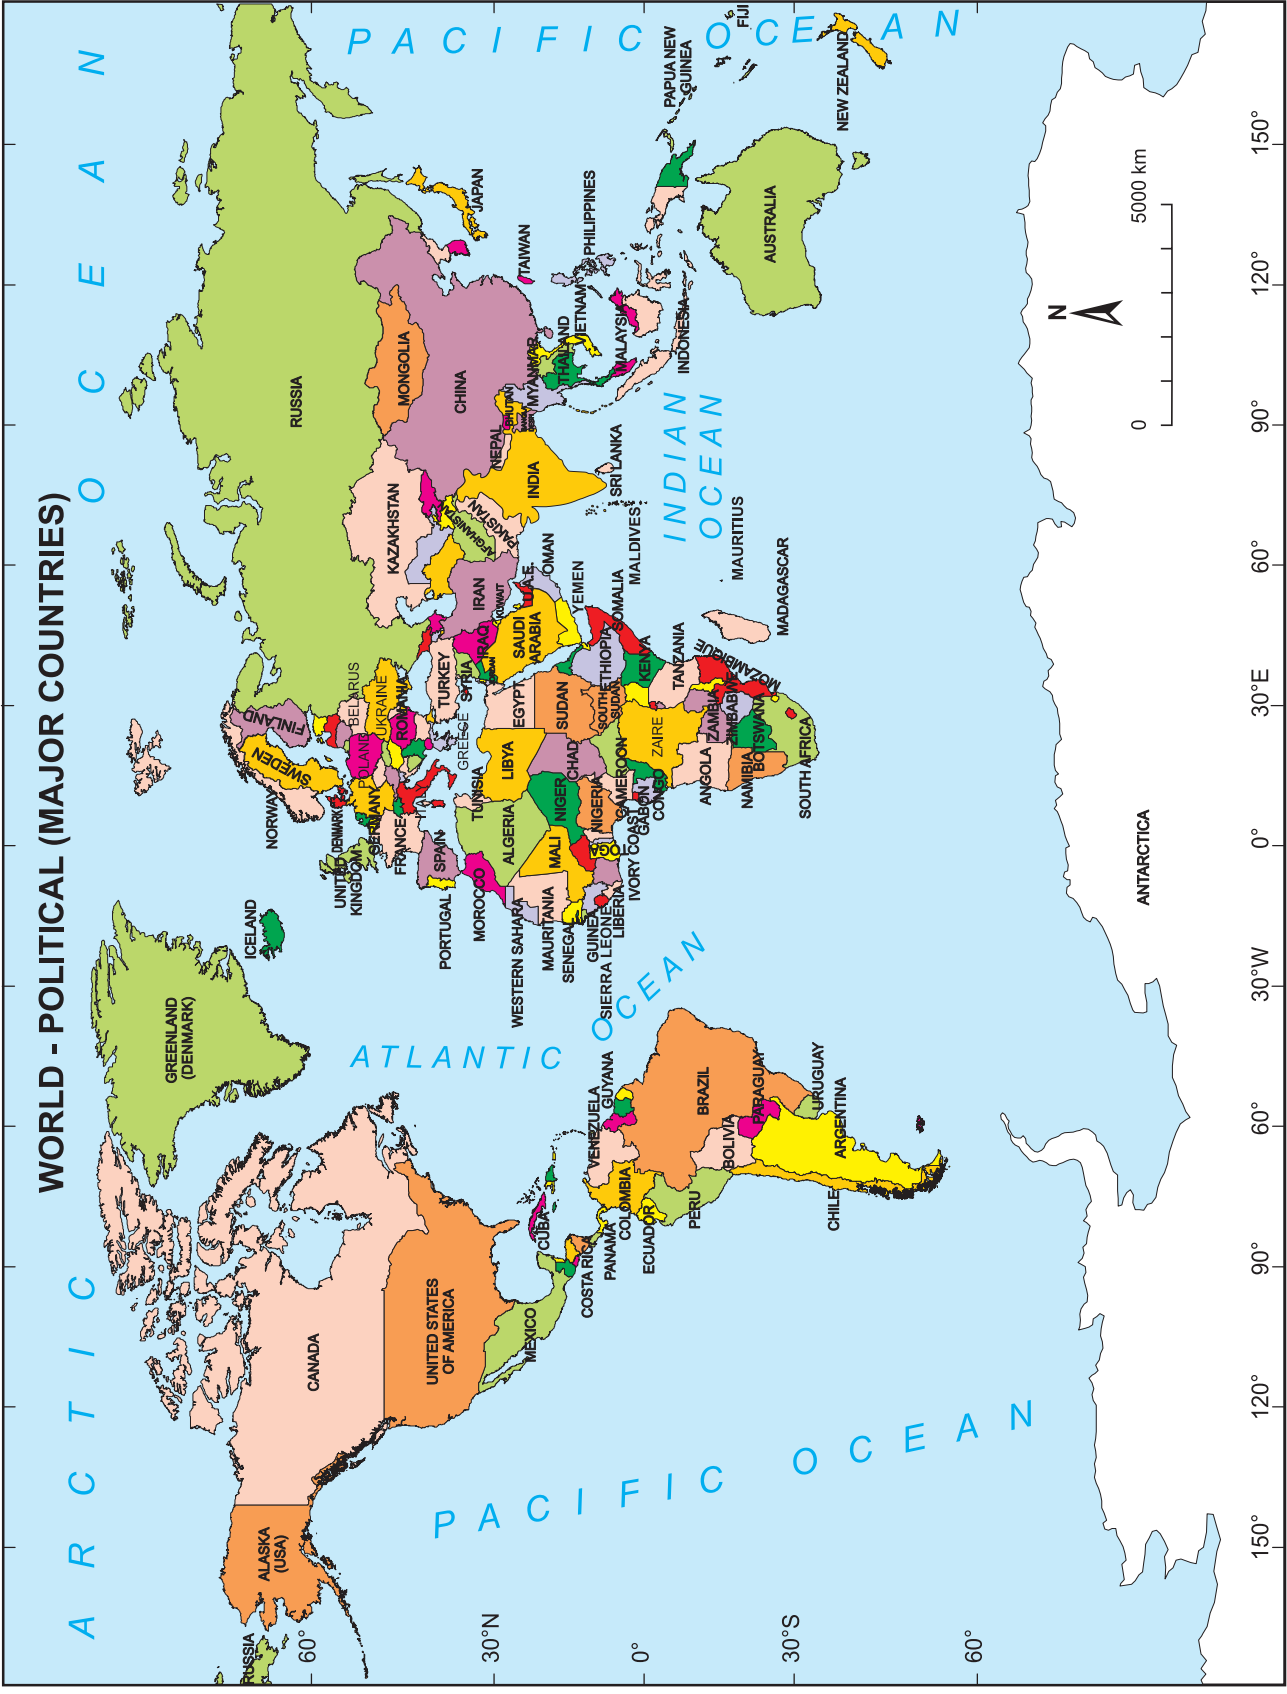 WORLD - POLITICAL (MAJOR COUNTRIES)
ARCTIC OCEAN
RUSSIA
ALASKA
(USA)
CANADA
GREENLAND
(DENMARK)
ICELAND
UNITED STATES
OF AMERICA
MEXICO
CUBA
COSTA RICA
PANAMA
VENEZUELA
GUYANA
COLOMBIA
ECUADOR
PERU
BRAZIL
BOLIVIA
PARAGUAY
URUGUAY
ARGENTINA
CHILE
PACIFIC OCEAN
ATLANTIC
OCEAN
NORWAY
SWEDEN
FINLAND
DENMARK
UNITED
KINGDOM
GERMANY
POLAND
BELARUS
UKRAINE
ROMANIA
FRANCE
SPAIN
PORTUGAL
GREECE
TURKEY
SYRIA
IRAQ
IRAN
KUWAIT
SAUDI
ARABIA
U.A.E.
OMAN
YEMEN
RUSSIA
KAZAKHSTAN
MONGOLIA
CHINA
JAPAN
TAIWAN
AFGHANISTAN
PAKISTAN
INDIA
NEPAL
BHUTAN
MYANMAR
THAILAND
VIETNAM
PHILIPPINES
MALAYSIA
INDONESIA
SRI LANKA
MALDIVES
MAURITIUS
MADAGASCAR
INDIAN
OCEAN
MOROCCO
WESTERN SAHARA
MAURITANIA
SENEGAL
GUINEA
SIERRA LEONE
LIBERIA
IVORY COAST
ALGERIA
TUNISIA
LIBYA
EGYPT
MALI
NIGER
CHAD
SUDAN
SOUTH
SUDAN
ETHIOPIA
SOMALIA
KENYA
NIGERIA
CAMEROON
GABON
CONGO
ZAIRE
TANZANIA
ANGOLA
ZAMBIA
ZIMBABWE
MOZAMBIQUE
NAMIBIA
BOTSWANA
SOUTH AFRICA
PAPUA NEW
GUINEA
FIJI
AUSTRALIA
NEW ZEALAND
PACIFIC OCEAN
ANTARCTICA
N
0 5000 km
60°
30°N
0°
30°S
60°
150°
120°
90°
60°
30°W
0°
30°E
60°
90°
120°
150°